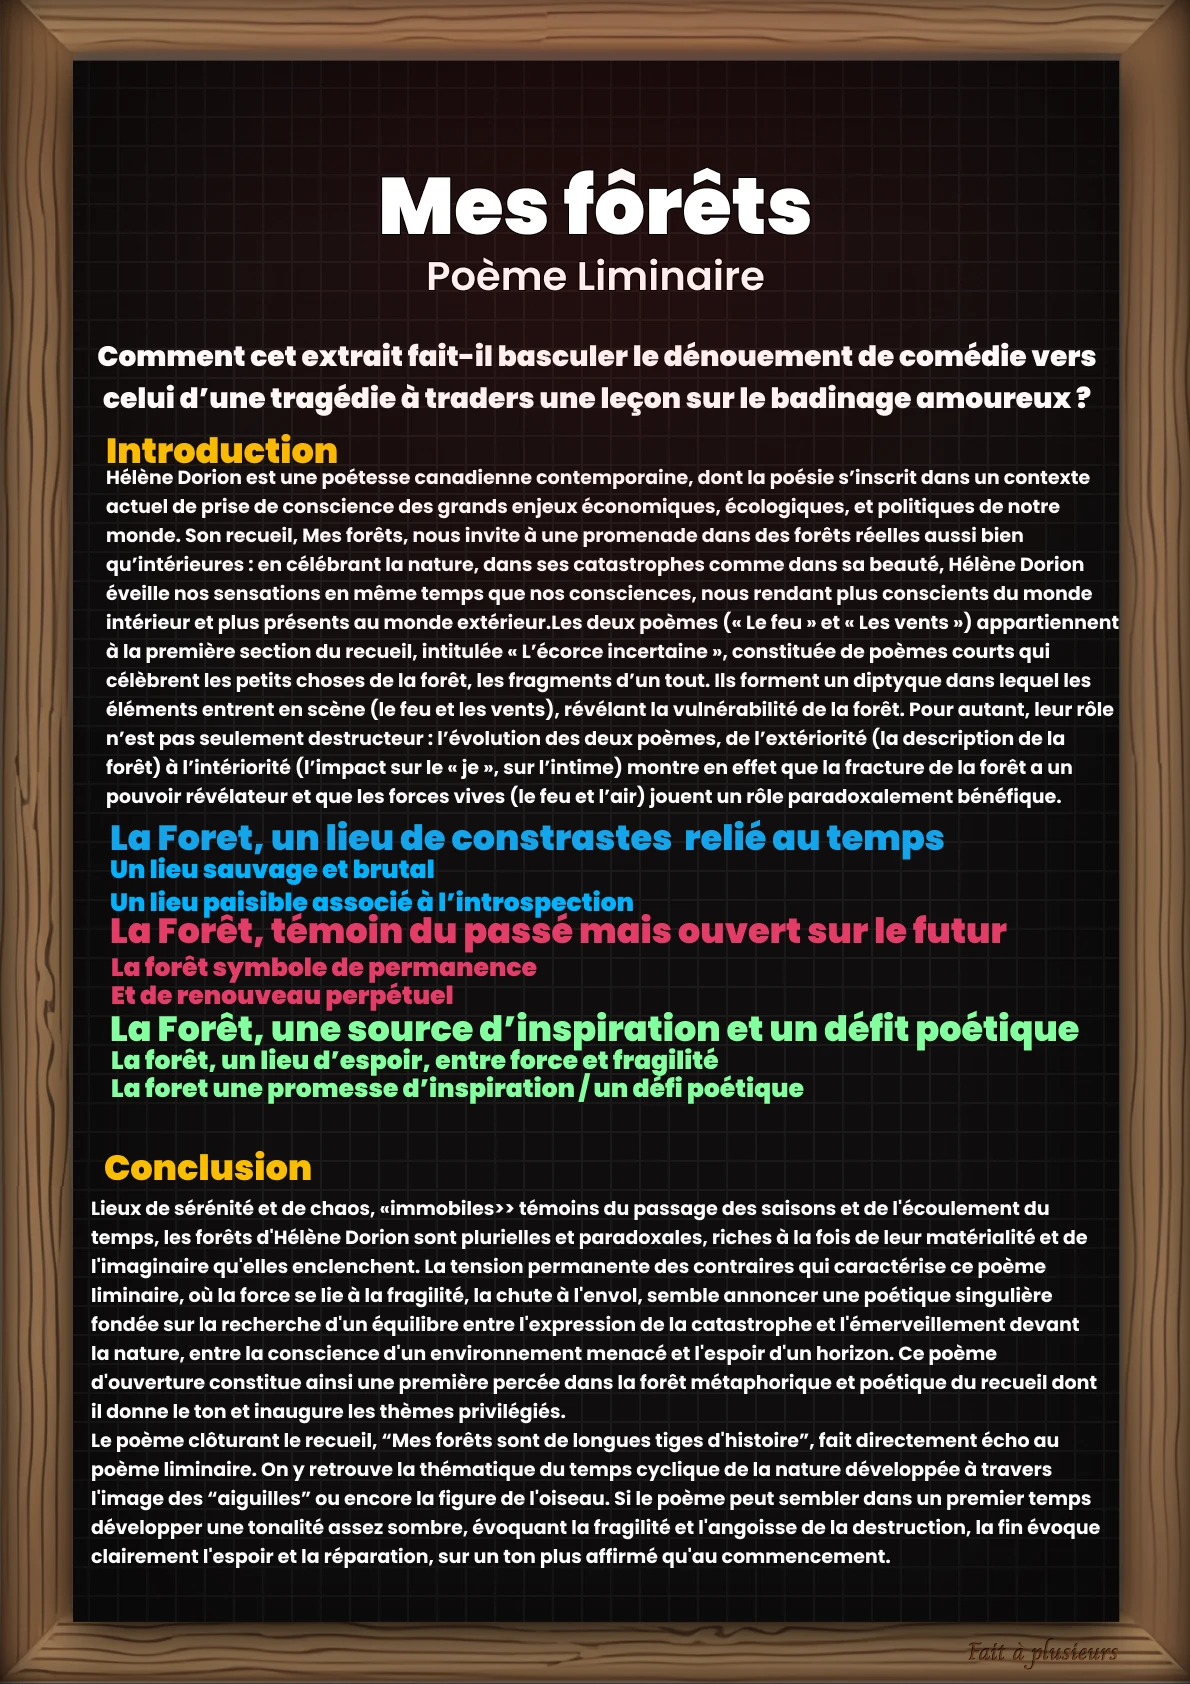 Mes fôrêts
Poème Liminaire
Comment cet extrait fait-il basculer le dénouement de comédie vers
celui d’une tragédie à traders une leçon sur le badinage amoureux ?
Introduction
Hélène Dorion est une poétesse canadienne contemporaine, dont la poésie s’inscrit dans un contexte
actuel de prise de conscience des grands enjeux économiques, écologiques, et politiques de notre
monde. Son recueil, Mes forêts, nous invite à une promenade dans des forêts réelles aussi bien
qu’intérieures : en célébrant la nature, dans ses catastrophes comme dans sa beauté, Hélène Dorion
éveille nos sensations en même temps que nos consciences, nous rendant plus conscients du monde
intérieur et plus présents au monde extérieur.Les deux poèmes (« Le feu » et « Les vents ») appartiennent
à la première section du recueil, intitulée « L’écorce incertaine », constituée de poèmes courts qui
célèbrent les petits choses de la forêt, les fragments d’un tout. Ils forment un diptyque dans lequel les
éléments entrent en scène (le feu et les vents), révélant la vulnérabilité de la forêt. Pour autant, leur rôle
n’est pas seulement destructeur : l’évolution des deux poèmes, de l’extériorité (la description de la
forêt) à l’intériorité (l’impact sur le « je », sur l’intime) montre en effet que la fracture de la forêt a un
pouvoir révélateur et que les forces vives (le feu et l’air) jouent un rôle paradoxalement bénéfique.
La Foret, un lieu de constrastes relié au temps
Un lieu sauvage et brutal
Un lieu paisible associé à l’introspection
La Forêt, témoin du passé mais ouvert sur le futur
La forêt symbole de permanence
Et de renouveau perpétuel
La Forêt, une source d’inspiration et un défit poétique
La forêt, un lieu d’espoir, entre force et fragilité
La foret une promesse d’inspiration / un défi poétique
Conclusion
Lieux de sérénité et de chaos, «immobiles>> témoins du passage des saisons et de l'écoulement du
temps, les forêts d'Hélène Dorion sont plurielles et paradoxales, riches à la fois de leur matérialité et de
l'imaginaire qu'elles enclenchent. La tension permanente des contraires qui caractérise ce poème
liminaire, où la force se lie à la fragilité, la chute à l'envol, semble annoncer une poétique singulière
fondée sur la recherche d'un équilibre entre l'expression de la catastrophe et l'émerveillement devant
la nature, entre la conscience d'un environnement menacé et l'espoir d'un horizon. Ce poème
d'ouverture constitue ainsi une première percée dans la forêt métaphorique et poétique du recueil dont
il donne le ton et inaugure les thèmes privilégiés.
Le poème clôturant le recueil, “Mes forêts sont de longues tiges d'histoire”, fait directement écho au
poème liminaire. On y retrouve la thématique du temps cyclique de la nature développée à travers
l'image des “aiguilles” ou encore la figure de l'oiseau. Si le poème peut sembler dans un premier temps
développer une tonalité assez sombre, évoquant la fragilité et l'angoisse de la destruction, la fin évoque
clairement l'espoir et la réparation, sur un ton plus affirmé qu'au commencement.
Fait à plusieurs